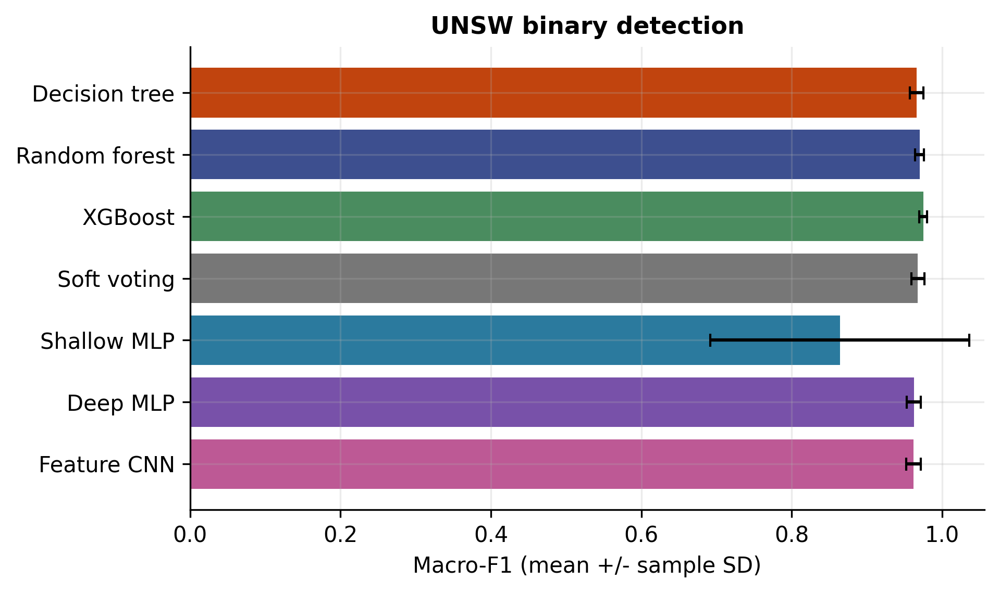 UNSW binary detection
Decision tree
Random forest
XGBoost
Soft voting
Shallow MLP
Deep MLP
Feature CNN
0.0 0.2 0.4 0.6 0.8 1.0
Macro-F1 (mean +/- sample SD)